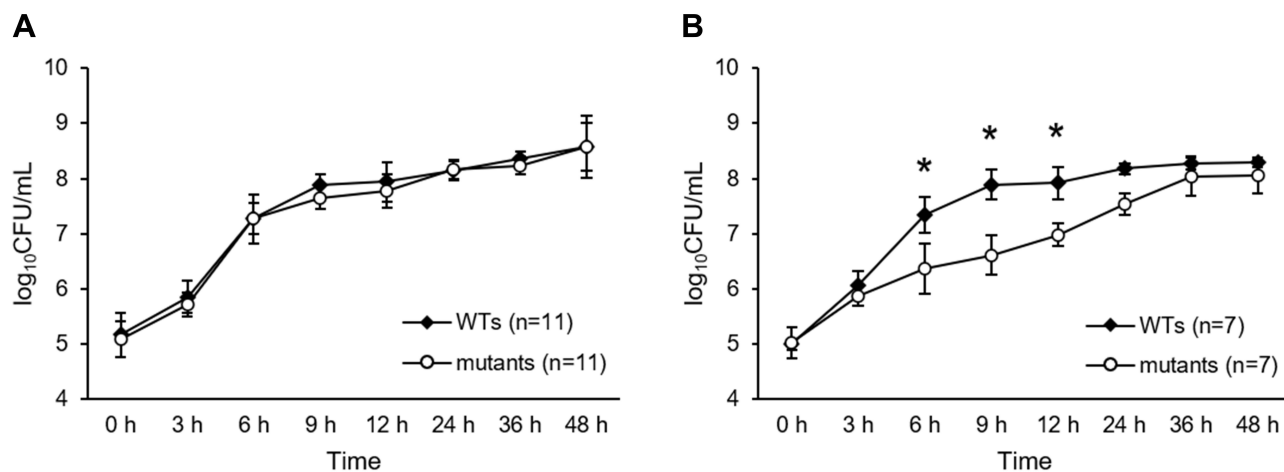 A
10
9
8
7
6
5
4
log₁₀CFU/mL
WTs (n=11)
mutants (n=11)
0 h 3 h 6 h 9 h 12 h 24 h 36 h 48 h
Time
B
10
9
8
7
6
5
4
log₁₀CFU/mL
* * *
WTs (n=7)
mutants (n=7)
0 h 3 h 6 h 9 h 12 h 24 h 36 h 48 h
Time